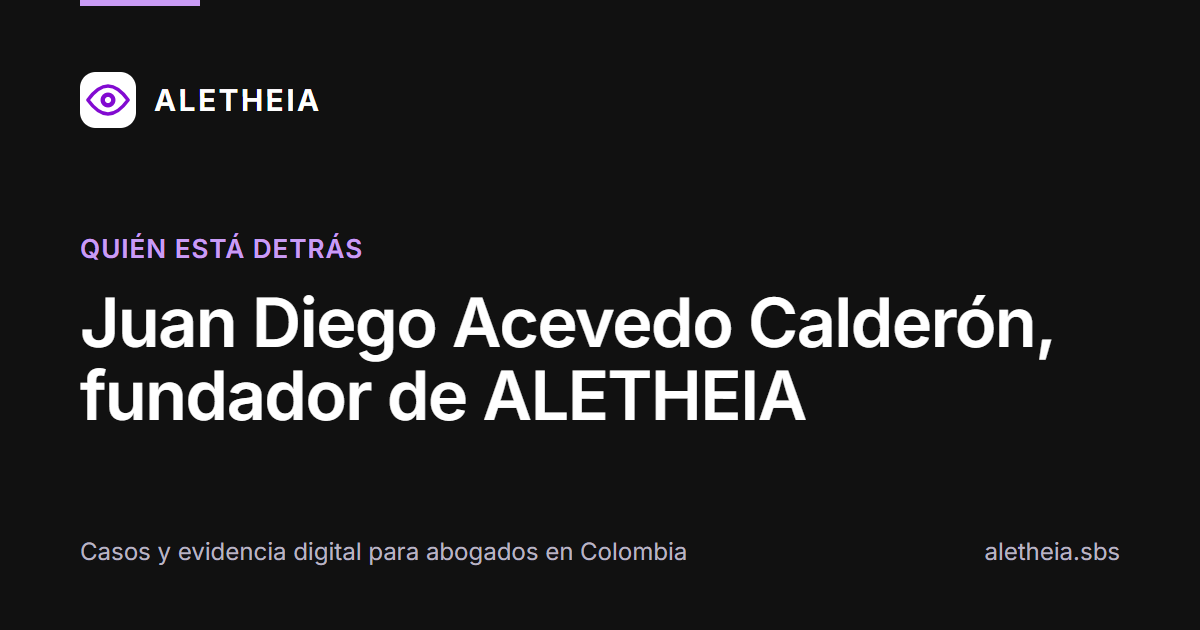 ALETHEIA
QUIÉN ESTÁ DETRÁS
Juan Diego Acevedo Calderón,
fundador de ALETHEIA
Casos y evidencia digital para abogados en Colombia
aletheia.sbs